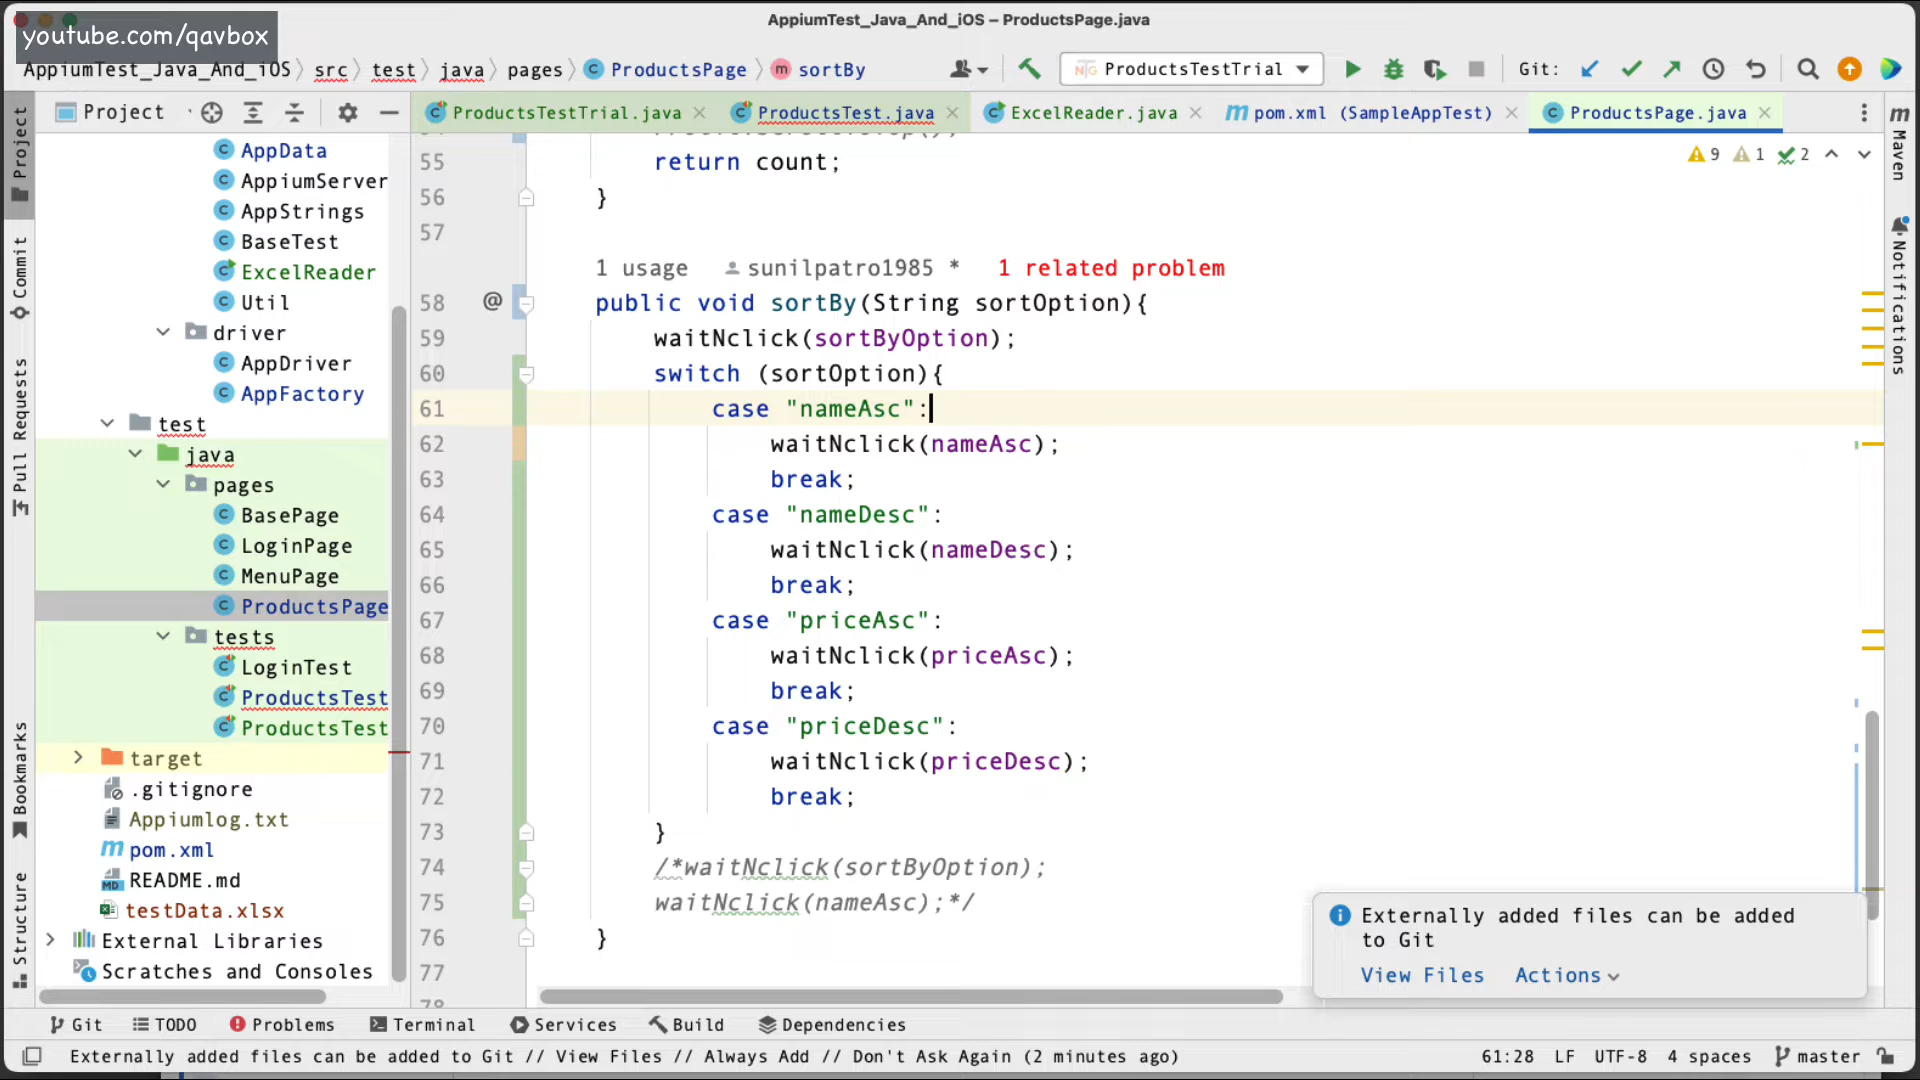 AppiumTest_Java_And_iOS – ProductsPage.java
youtube.com/qavbox
AppiumTest_Java_And_iOS src test java pages ProductsPage sortBy
ProductsTestTrial
Git:
Project
ProductsTestTrial.java
ProductsTest.java
ExcelReader.java
pom.xml (SampleAppTest)
ProductsPage.java
Project
Commit
Pull Requests
Bookmarks
Structure
Maven
Notifications
AppData
AppiumServer
AppStrings
BaseTest
ExcelReader
Util
driver
AppDriver
AppFactory
test
java
pages
BasePage
LoginPage
MenuPage
ProductsPage
tests
LoginTest
ProductsTest
ProductsTest
target
.gitignore
Appiumlog.txt
pom.xml
README.md
testData.xlsx
External Libraries
Scratches and Consoles
9 1 2
55 return count;
56 }
57
1 usage sunilpatro1985 * 1 related problem
58 @ public void sortBy(String sortOption){
59 waitNclick(sortByOption);
60 switch (sortOption){
61 case "nameAsc":
62 waitNclick(nameAsc);
63 break;
64 case "nameDesc":
65 waitNclick(nameDesc);
66 break;
67 case "priceAsc":
68 waitNclick(priceAsc);
69 break;
70 case "priceDesc":
71 waitNclick(priceDesc);
72 break;
73 }
74 /*waitNclick(sortByOption);
75 waitNclick(nameAsc);*/
76 }
77
78
Externally added files can be added
to Git
View Files Actions
Git TODO Problems Terminal Services Build Dependencies
Externally added files can be added to Git // View Files // Always Add // Don't Ask Again (2 minutes ago)
61:28 LF UTF-8 4 spaces master